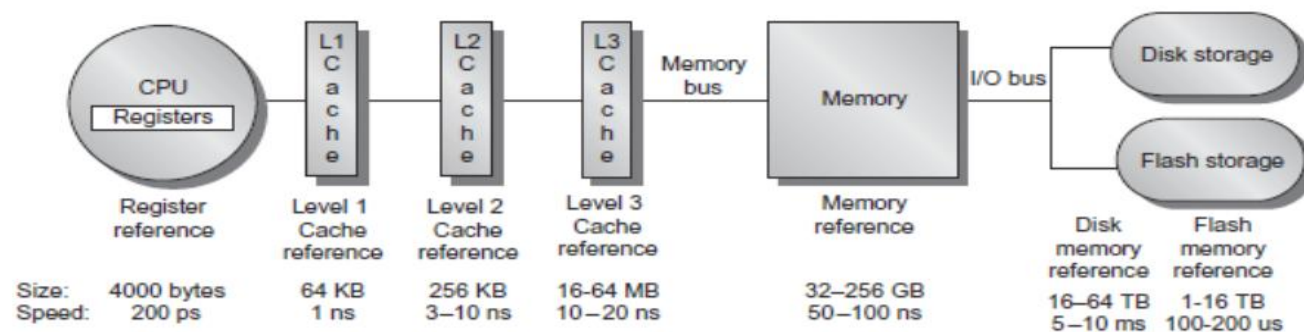 L1
C
a
c
h
e
L2
C
a
c
h
e
L3
C
a
c
h
e
CPU
Registers
Memory
bus
Memory
I/O bus
Disk storage
Flash storage
Register
reference
Level 1
Cache
reference
Level 2
Cache
reference
Level 3
Cache
reference
Memory
reference
Disk
memory
reference
Flash
memory
reference
Size: 4000 bytes 64 KB 256 KB 16-64 MB 32–256 GB 16–64 TB 1-16 TB
Speed: 200 ps 1 ns 3–10 ns 10–20 ns 50–100 ns 5–10 ms 100-200 us